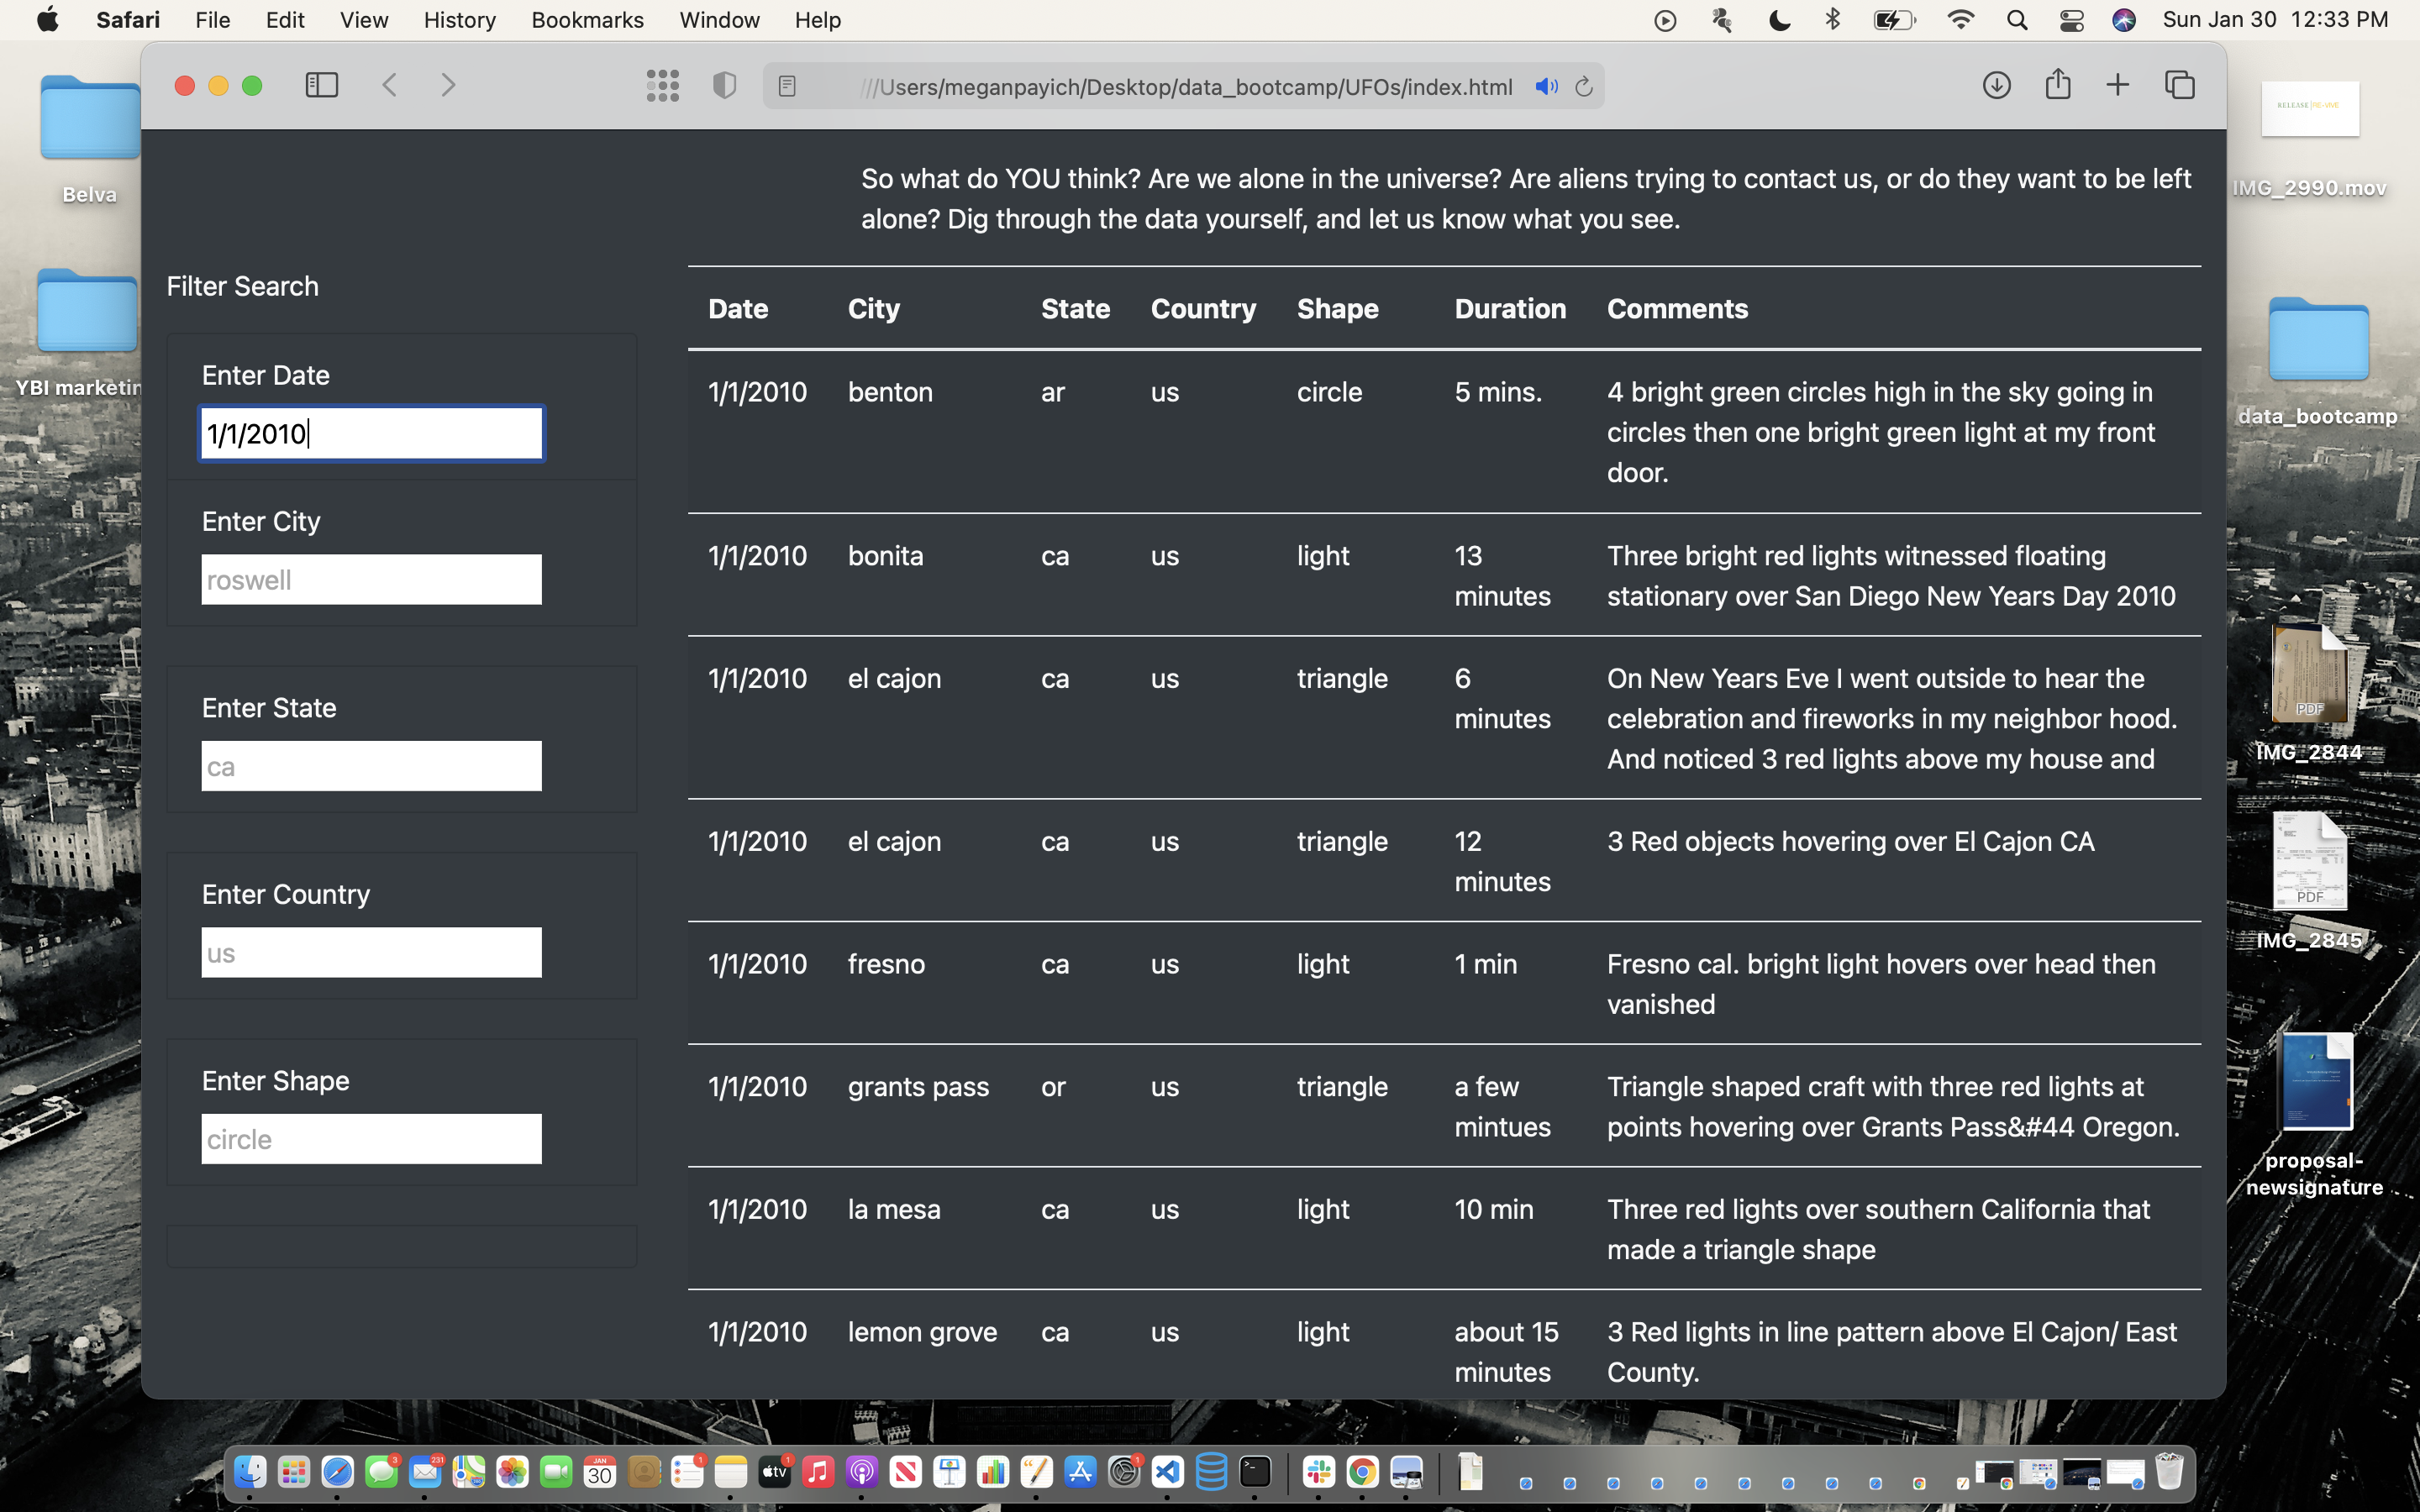 Safari File Edit View History Bookmarks Window Help Sun Jan 30 12:33 PM
///Users/meganpayich/Desktop/data_bootcamp/UFOs/index.html
So what do YOU think? Are we alone in the universe? Are aliens trying to contact us, or do they want to be left
alone? Dig through the data yourself, and let us know what you see.
Filter Search
Enter Date
1/1/2010
Enter City
roswell
Enter State
ca
Enter Country
us
Enter Shape
circle
Date City State Country Shape Duration Comments
1/1/2010 benton ar us circle 5 mins. 4 bright green circles high in the sky going in
circles then one bright green light at my front
door.
1/1/2010 bonita ca us light 13 Three bright red lights witnessed floating
minutes stationary over San Diego New Years Day 2010
1/1/2010 el cajon ca us triangle 6 On New Years Eve I went outside to hear the
minutes celebration and fireworks in my neighbor hood.
And noticed 3 red lights above my house and
1/1/2010 el cajon ca us triangle 12 3 Red objects hovering over El Cajon CA
minutes
1/1/2010 fresno ca us light 1 min Fresno cal. bright light hovers over head then
vanished
1/1/2010 grants pass or us triangle a few Triangle shaped craft with three red lights at
mintues points hovering over Grants Pass&#44 Oregon.
1/1/2010 la mesa ca us light 10 min Three red lights over southern California that
made a triangle shape
1/1/2010 lemon grove ca us light about 15 3 Red lights in line pattern above El Cajon/ East
minutes County.
Belva
YBI marketin
RELEASE RE-VIVE
IMG_2990.mov
data_bootcamp
PDF
IMG_2844
PDF
IMG_2845
proposal-
newsignature
3 231 JAN 30 1 tv 1 1